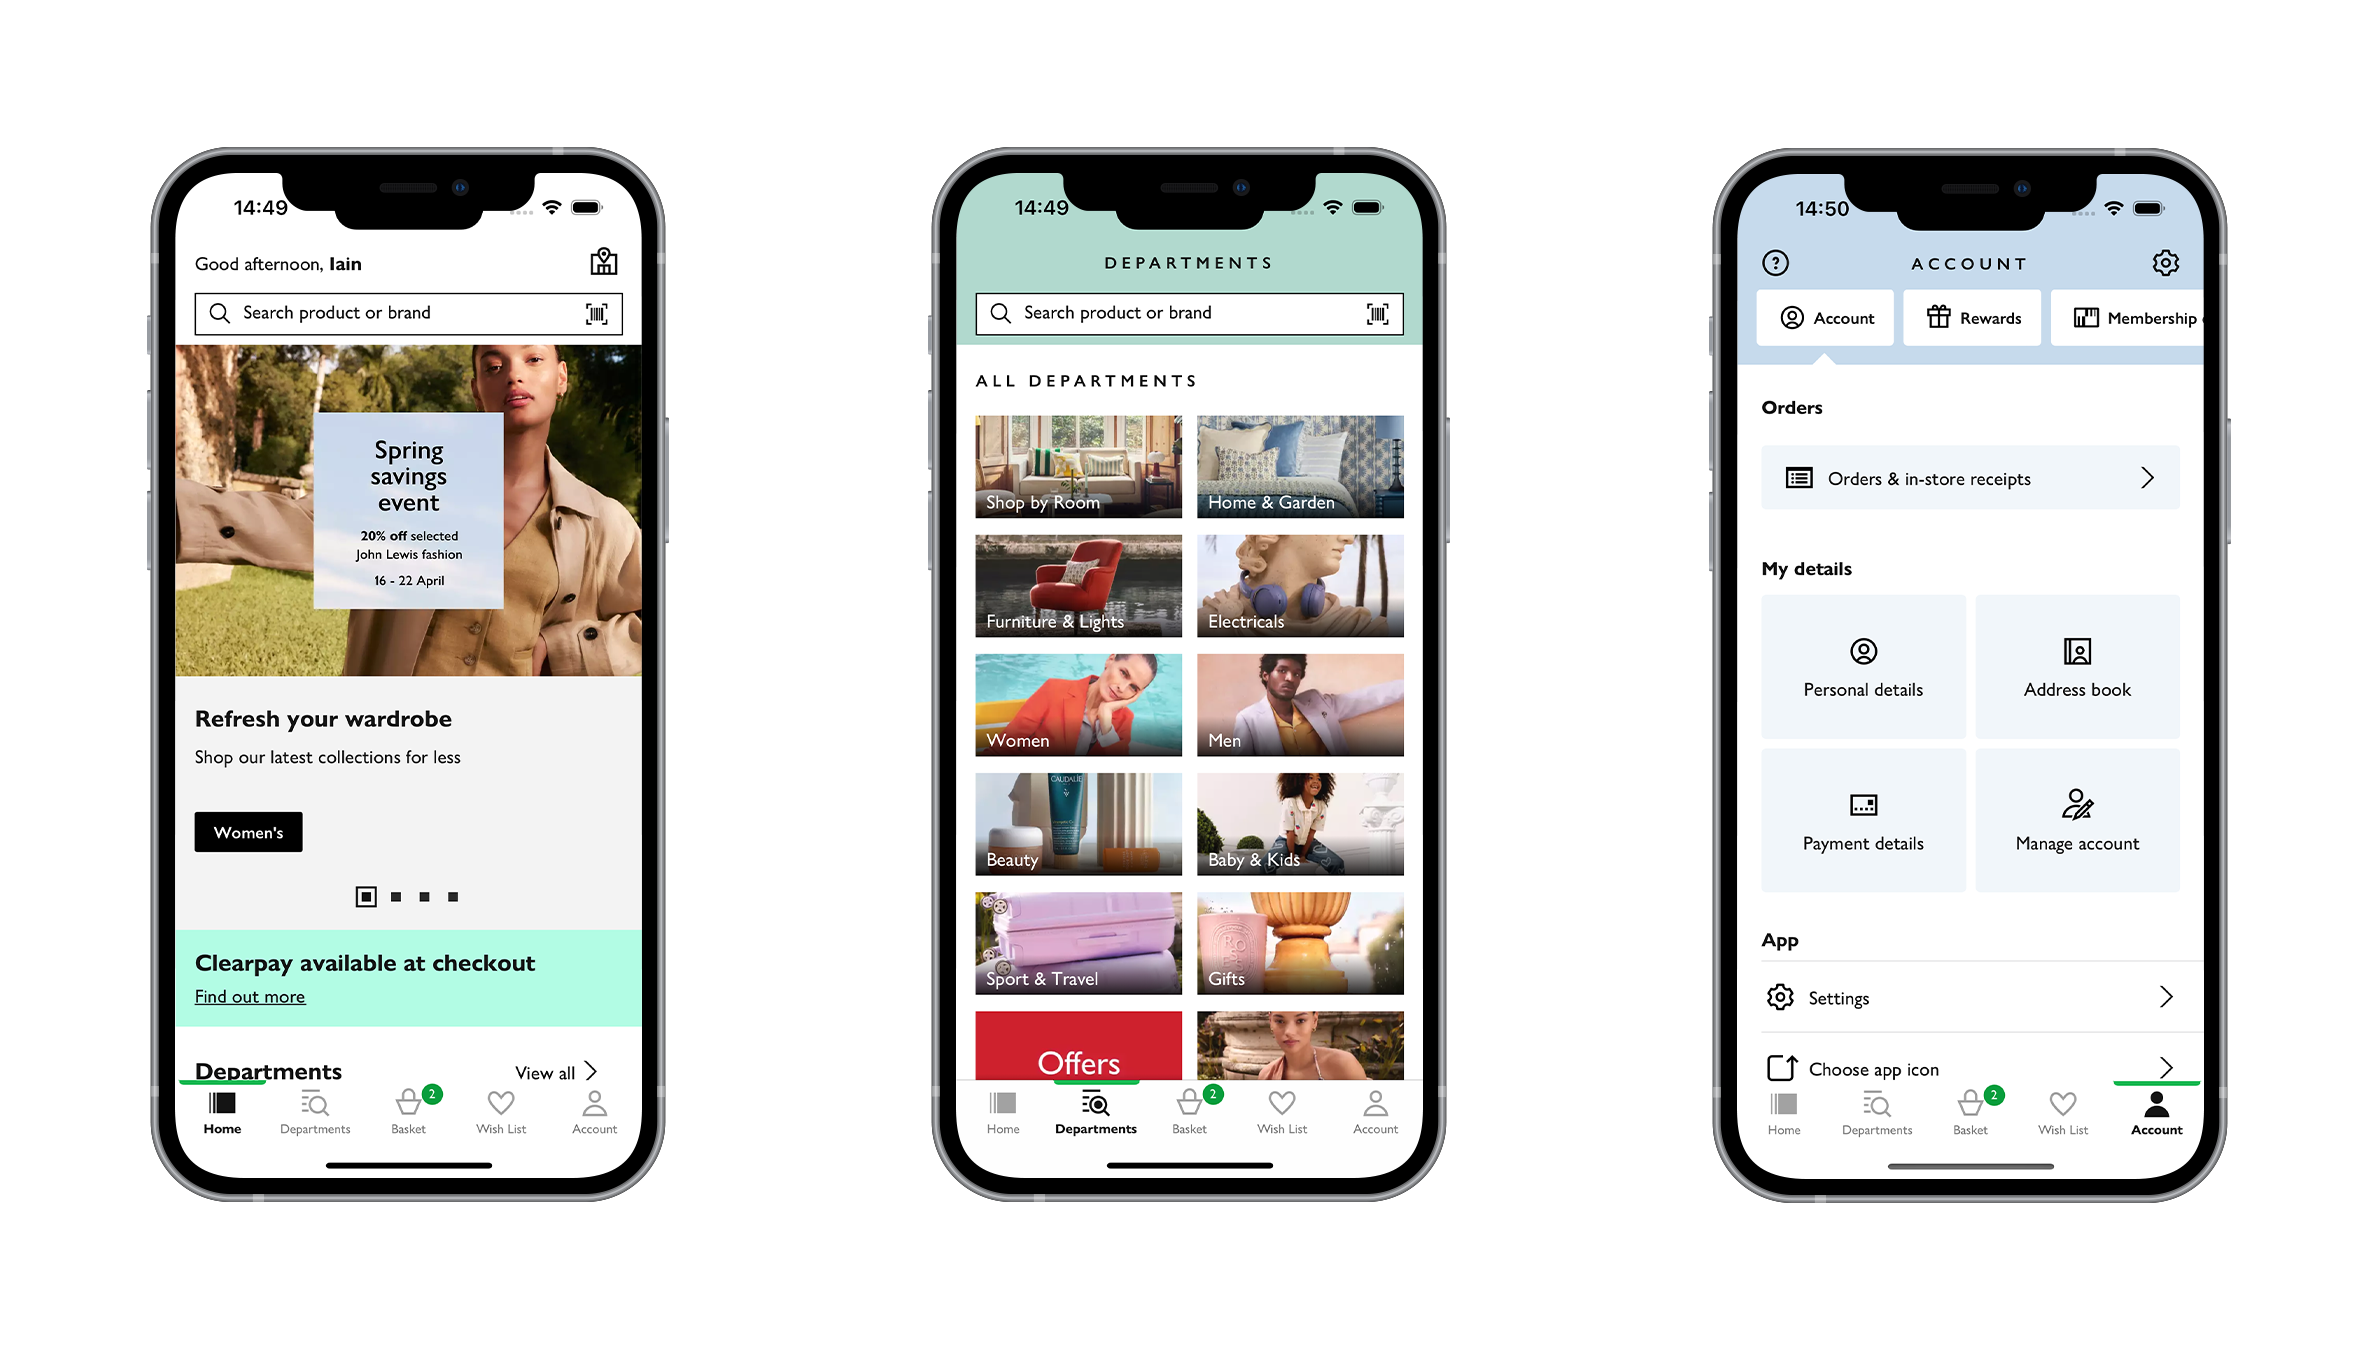 14:49
Good afternoon, Iain
Search product or brand
Spring
savings
event
20% off selected
John Lewis fashion
16 - 22 April
Refresh your wardrobe
Shop our latest collections for less
Women's
Clearpay available at checkout
Find out more
Departments
View all
2
Home
Departments
Basket
Wish List
Account
14:49
DEPARTMENTS
Search product or brand
ALL DEPARTMENTS
Shop by Room
Home & Garden
Furniture & Lights
Electricals
Women
Men
CAUDALIE
Beauty
Baby & Kids
Sport & Travel
Gifts
Offers
2
Home
Departments
Basket
Wish List
Account
14:50
?
ACCOUNT
Account
Rewards
Membership
Orders
Orders & in-store receipts
My details
Personal details
Address book
Payment details
Manage account
App
Settings
Choose app icon
2
Home
Departments
Basket
Wish List
Account